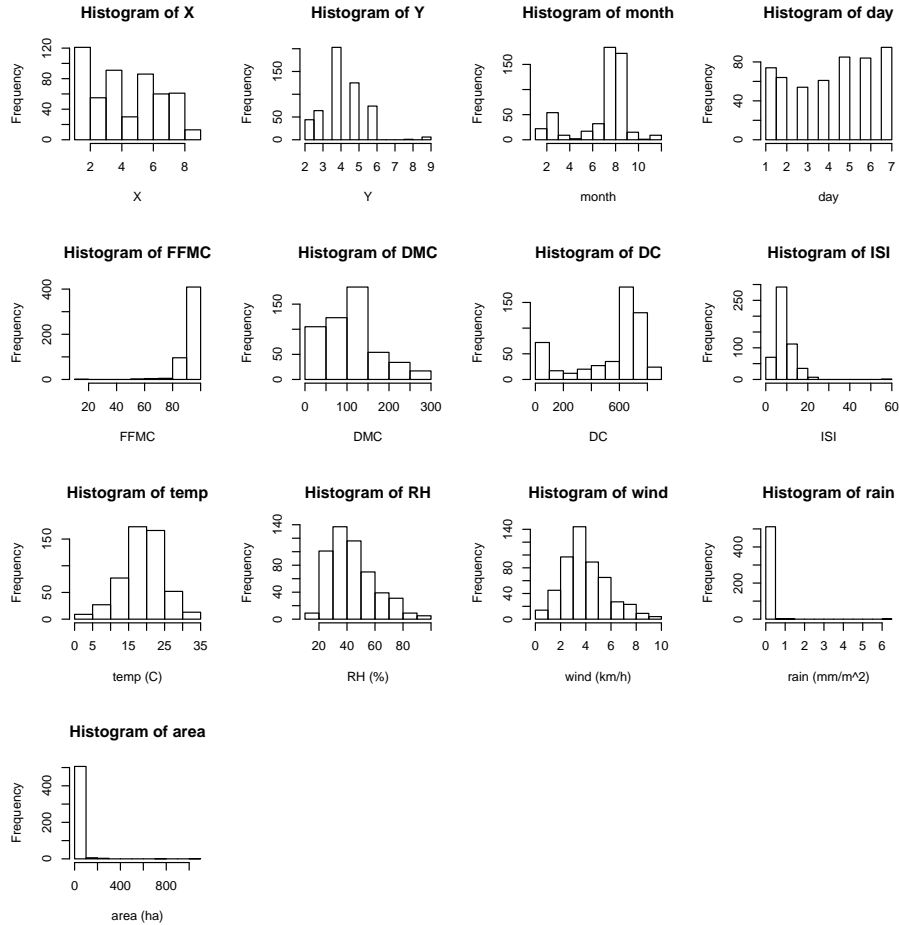 Histogram of X
Frequency
0 40 80 120
2 4 6 8
X
Histogram of Y
Frequency
0 50 150
2 3 4 5 6 7 8 9
Y
Histogram of month
Frequency
0 50 150
2 4 6 8 10
month
Histogram of day
Frequency
0 40 80
1 2 3 4 5 6 7
day
Histogram of FFMC
Frequency
0 200 400
20 40 60 80
FFMC
Histogram of DMC
Frequency
0 50 150
0 100 200 300
DMC
Histogram of DC
Frequency
0 50 150
0 200 600
DC
Histogram of ISI
Frequency
0 100 300
0 20 40 60
ISI
Histogram of temp
Frequency
0 50 150
0 5 15 25 35
temp (C)
Histogram of RH
Frequency
0 40 80 140
20 40 60 80
RH (%)
Histogram of wind
Frequency
0 40 80 140
0 2 4 6 8 10
wind (km/h)
Histogram of rain
Frequency
0 200 400
0 1 2 3 4 5 6
rain (mm/m^2)
Histogram of area
Frequency
0 200 400
0 400 800
area (ha)